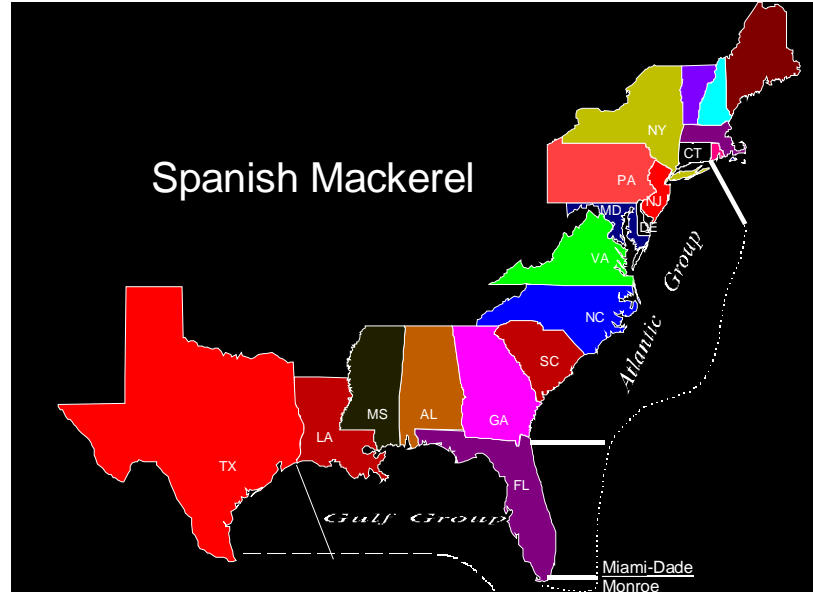 Spanish Mackerel
NY
CT
PA
NJ
MD
DE
VA
Atlantic Group
NC
SC
MS
AL
GA
LA
TX
FL
Gulf Group
Miami-Dade
Monroe